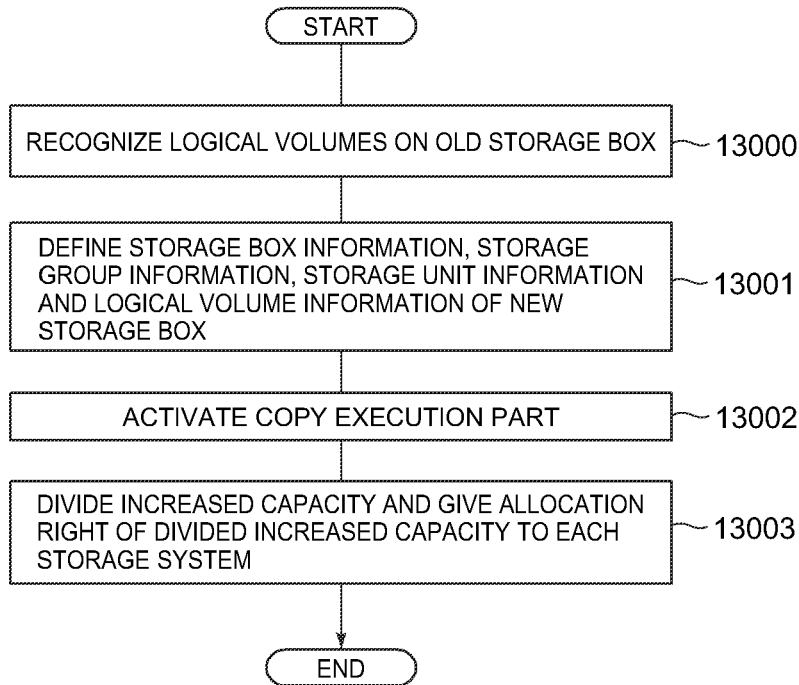 START
RECOGNIZE LOGICAL VOLUMES ON OLD STORAGE BOX
13000
DEFINE STORAGE BOX INFORMATION, STORAGE
GROUP INFORMATION, STORAGE UNIT INFORMATION
AND LOGICAL VOLUME INFORMATION OF NEW
STORAGE BOX
13001
ACTIVATE COPY EXECUTION PART
13002
DIVIDE INCREASED CAPACITY AND GIVE ALLOCATION
RIGHT OF DIVIDED INCREASED CAPACITY TO EACH
STORAGE SYSTEM
13003
END